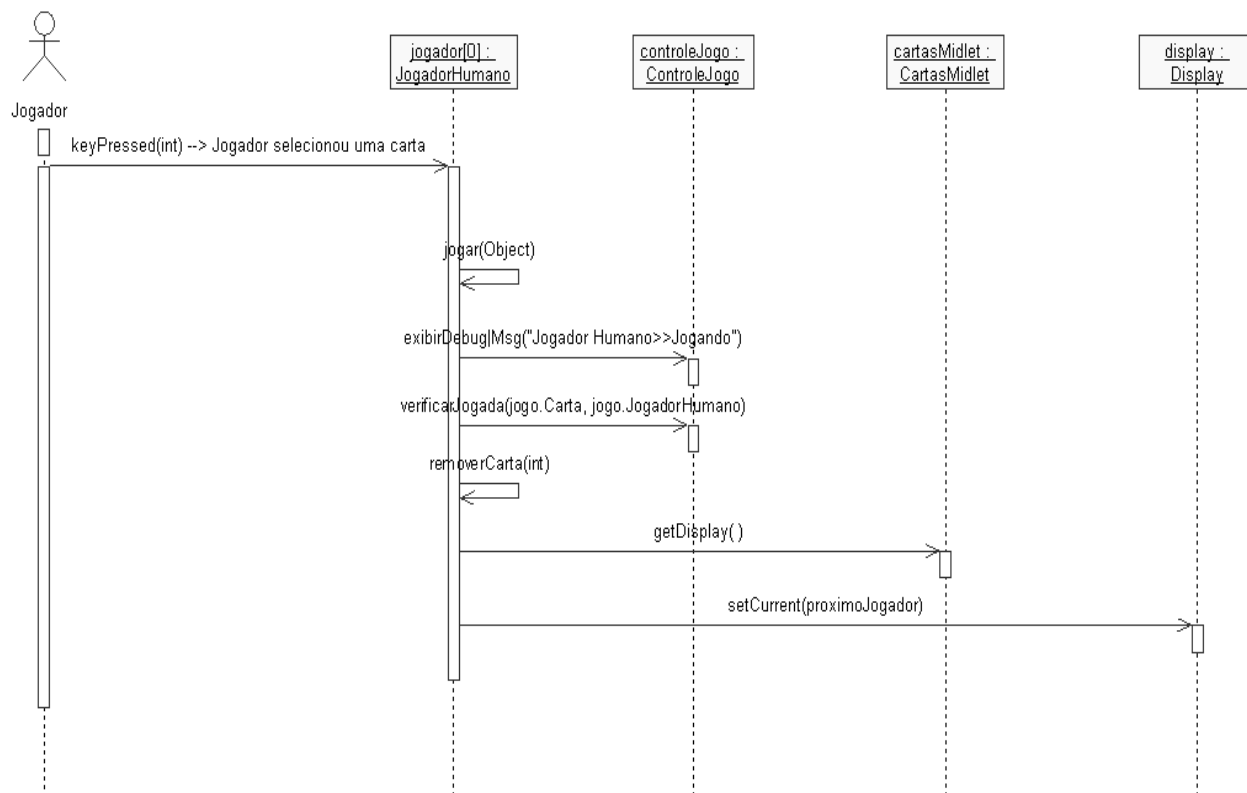 jogador[0] :
JogadorHumano
controleJogo :
ControleJogo
cartasMidlet :
CartasMidlet
display :
Display
Jogador
keyPressed(int) --> Jogador selecionou uma carta
jogar(Object)
exibirDebugMsg("Jogador Humano>>Jogando")
verificarJogada(jogo.Carta, jogo.JogadorHumano)
removerCarta(int)
getDisplay( )
setCurrent(proximoJogador)